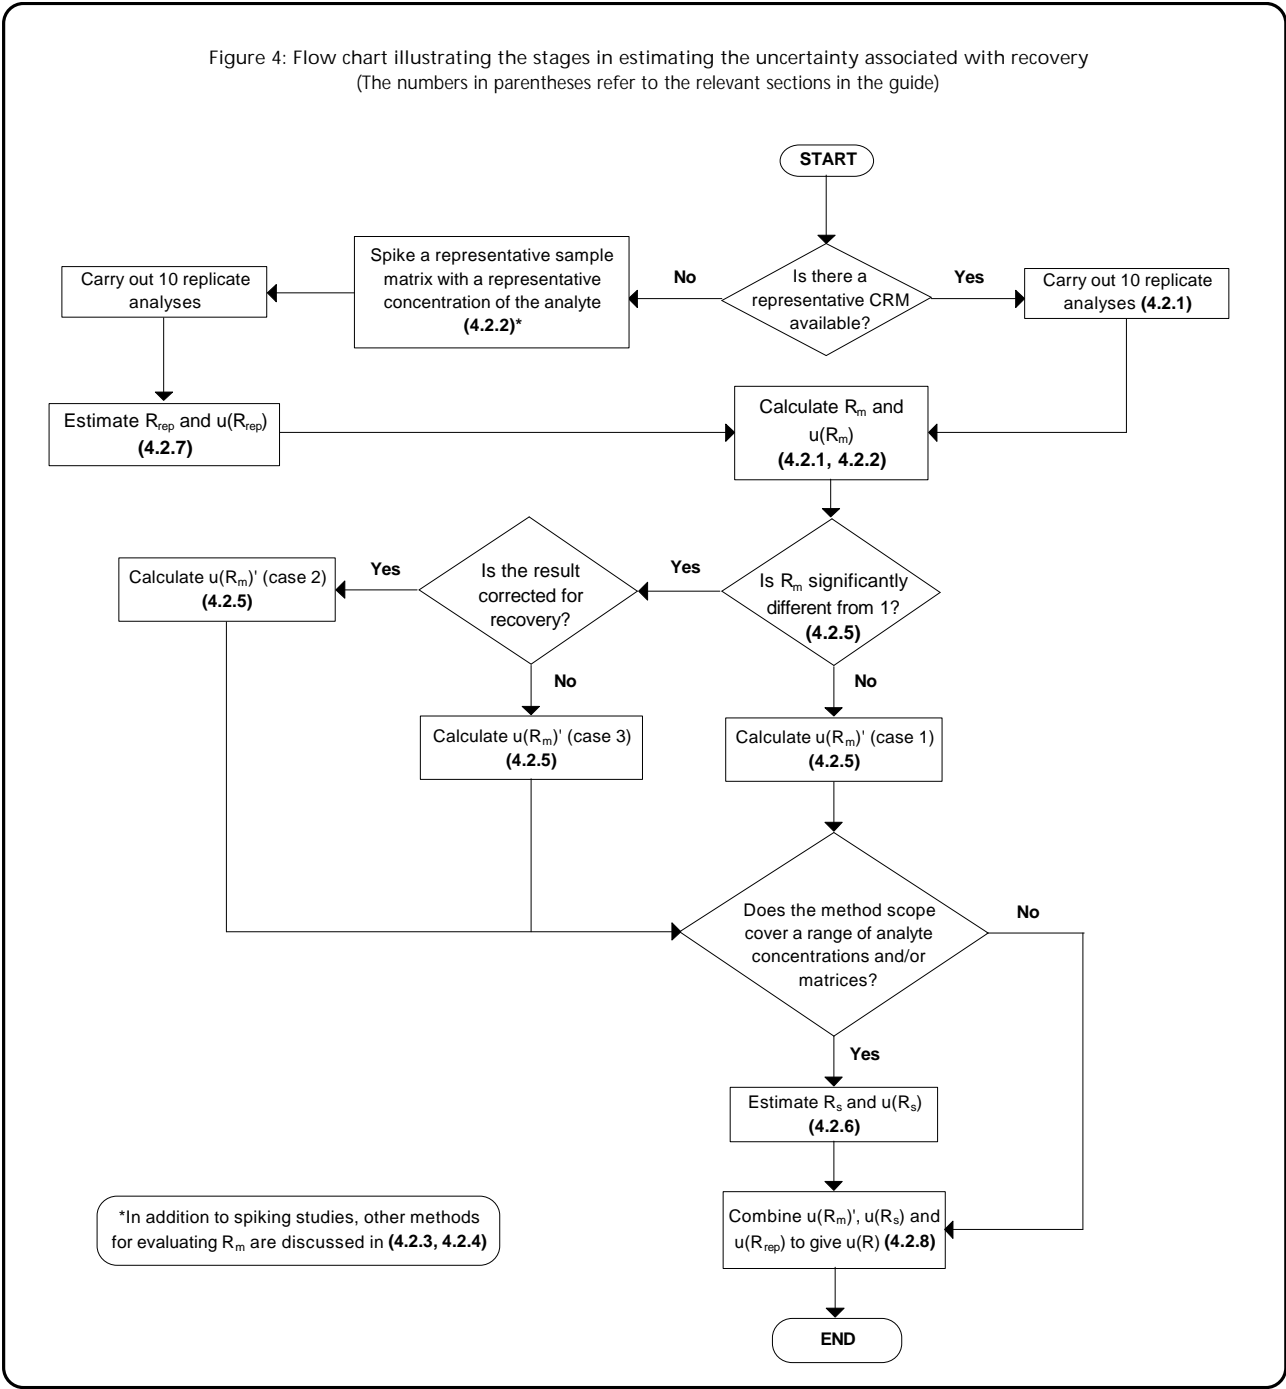 Figure 4: Flow chart illustrating the stages in estimating the uncertainty associated with recovery
(The numbers in parentheses refer to the relevant sections in the guide)
START
Is there a
representative CRM
available?
No
Yes
Spike a representative sample
matrix with a representative
concentration of the analyte
(4.2.2)*
Carry out 10 replicate
analyses
Carry out 10 replicate
analyses (4.2.1)
Estimate Rrep and u(Rrep)
(4.2.7)
Calculate Rm and
u(Rm)
(4.2.1, 4.2.2)
Is Rm significantly
different from 1?
(4.2.5)
Yes
No
Is the result
corrected for
recovery?
Yes
No
Calculate u(Rm)' (case 2)
(4.2.5)
Calculate u(Rm)' (case 3)
(4.2.5)
Calculate u(Rm)' (case 1)
(4.2.5)
Does the method scope
cover a range of analyte
concentrations and/or
matrices?
No
Yes
Estimate Rs and u(Rs)
(4.2.6)
Combine u(Rm)', u(Rs) and
u(Rrep) to give u(R) (4.2.8)
END
*In addition to spiking studies, other methods
for evaluating Rm are discussed in (4.2.3, 4.2.4)